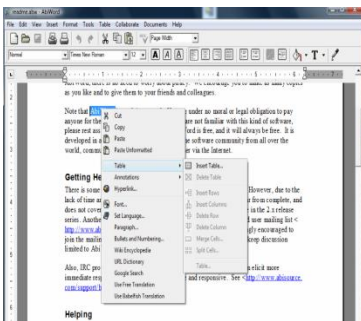 readme.abw - AbiWord
File Edit View Insert Format Tools Table Collaborate Documents Help
Page Width
Normal Times New Roman 12
as you like and to give them to your friends and colleagues.
Note that Abi under no moral or legal obligation to pay
anyone for the are not familiar with this kind of software,
please rest ord is free, and it will always be free. It is
developed in a software community from all over the
world, comm er via the Internet.
Cut
Copy
Paste
Paste Unformatted
Table
Annotations
Hyperlink...
Font...
Set Language...
Paragraph...
Bullets and Numbering...
Wiki Encyclopedia
URL Dictionary
Google Search
Use Free Translation
Use Babelfish Translation
Insert Table...
Delete Table
Insert Rows
Insert Columns
Delete Row
Delete Column
Merge Cells...
Split Cells...
Table...
Getting He
There is some However, due to the
lack of time an from complete, and
does not cover in the 2.x release
series. Anothe d user mailing list <
http://www.ab ngly encouraged to
join the mailin keep discussion
limited to Abi
Also, IRC pro n elicit more
immediate res and responsive. See <http://www.abisource.
com/support/
Helping